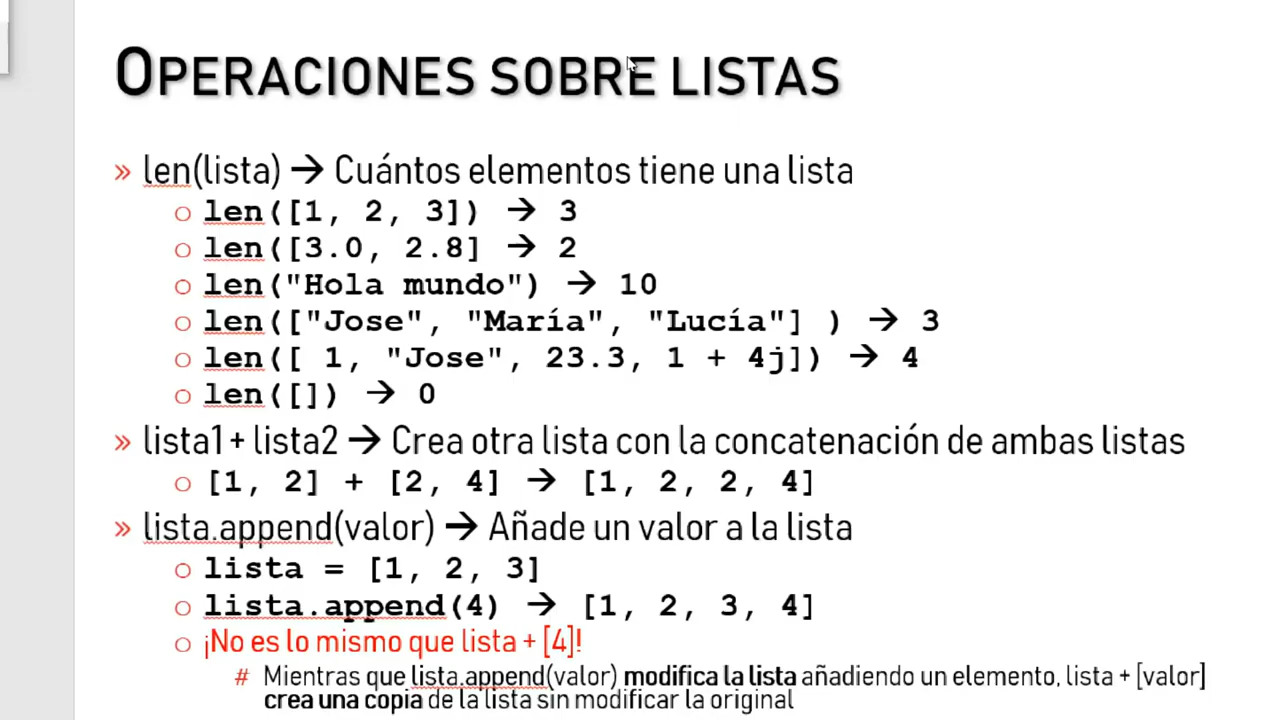 OPERACIONES SOBRE LISTAS
» len(lista) → Cuántos elementos tiene una lista
o len([1, 2, 3]) → 3
o len([3.0, 2.8] → 2
o len("Hola mundo") → 10
o len(["Jose", "María", "Lucía"] ) → 3
o len([ 1, "Jose", 23.3, 1 + 4j]) → 4
o len([]) → 0
» lista1 + lista2 → Crea otra lista con la concatenación de ambas listas
o [1, 2] + [2, 4] → [1, 2, 2, 4]
» lista.append(valor) → Añade un valor a la lista
o lista = [1, 2, 3]
o lista.append(4) → [1, 2, 3, 4]
o ¡No es lo mismo que lista + [4]!
# Mientras que lista.append(valor) modifica la lista añadiendo un elemento, lista + [valor]
crea una copia de la lista sin modificar la original